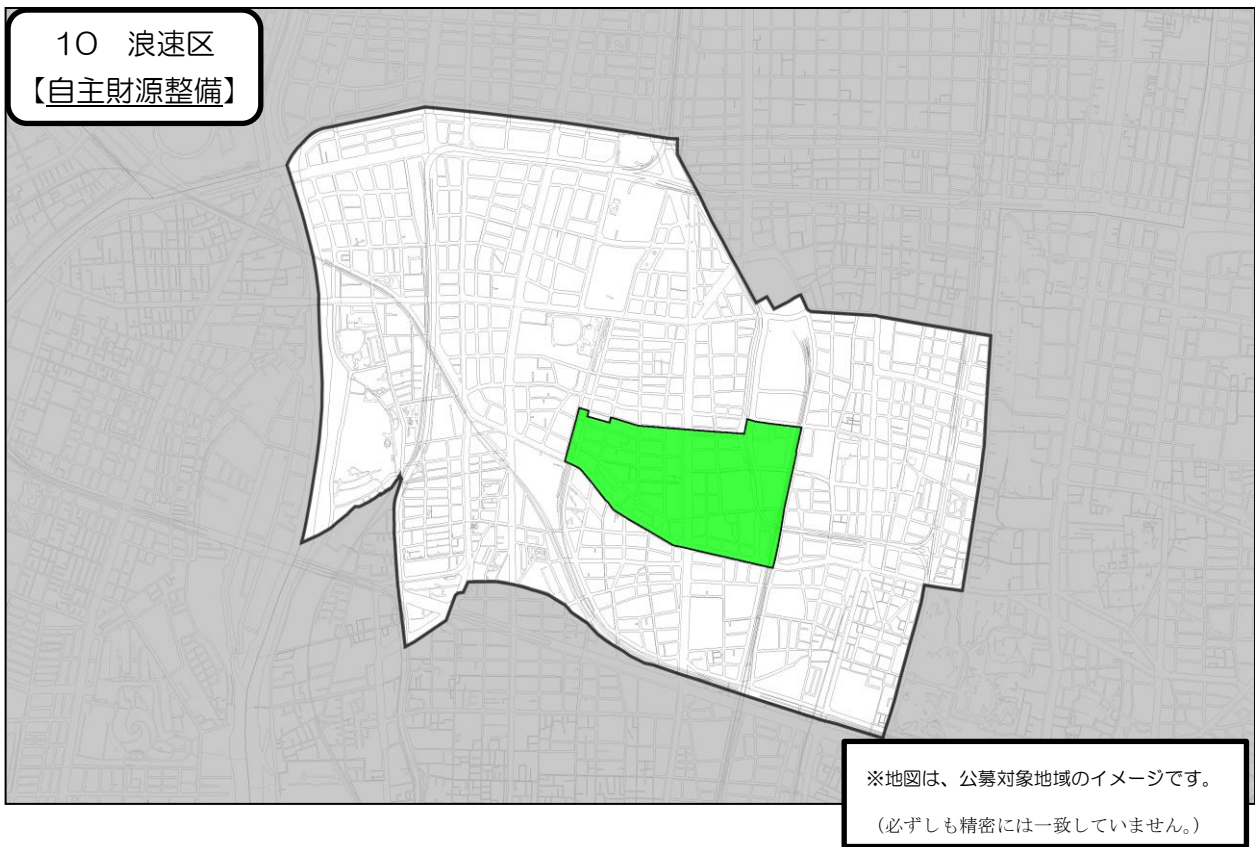 10 浪速区
【自主財源整備】
※地図は、公募対象地域のイメージです。
（必ずしも精密には一致していません。）